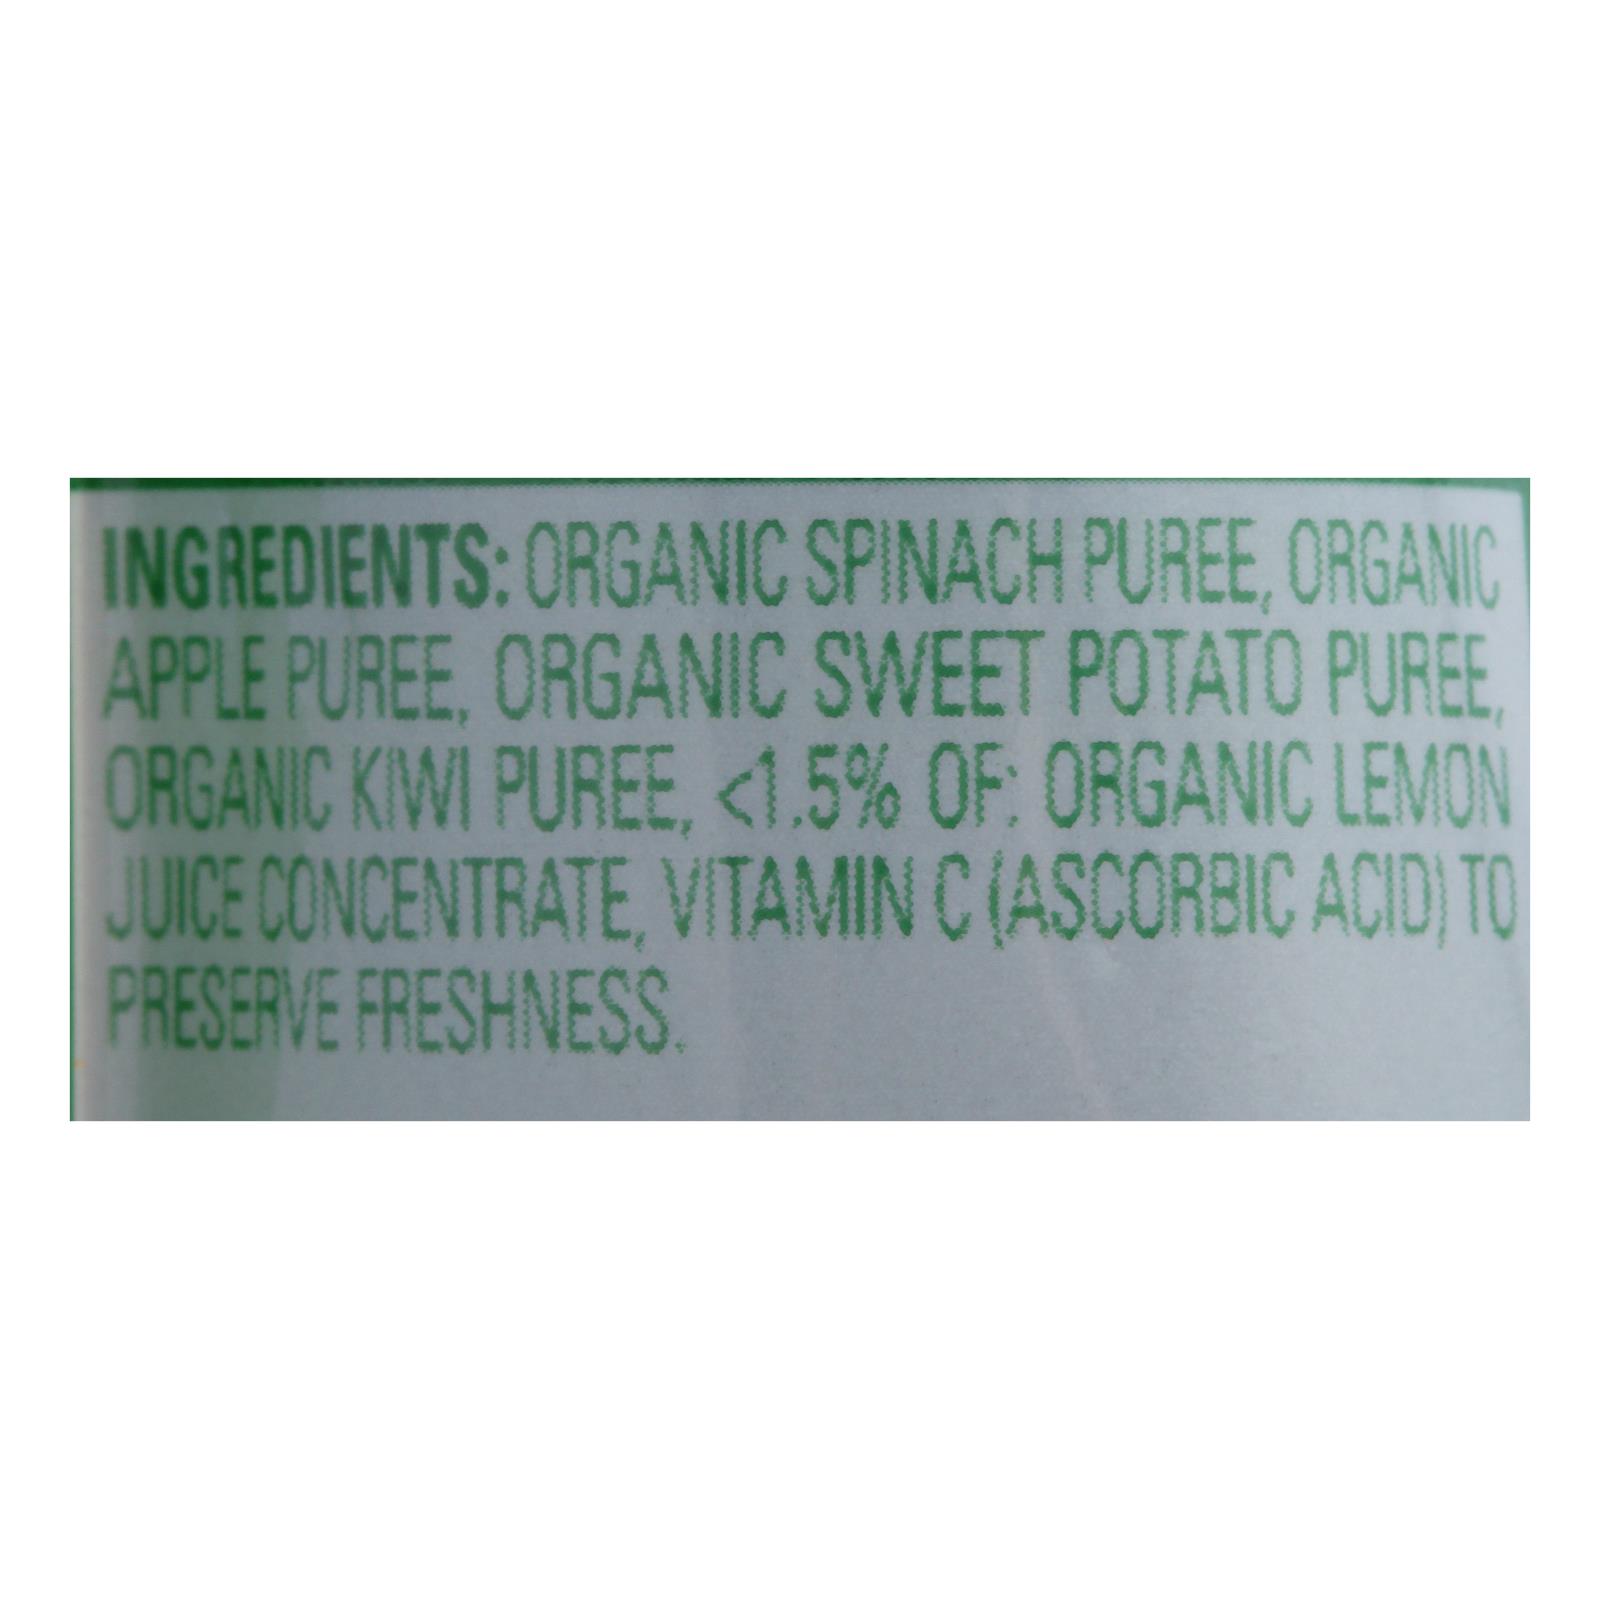 INGREDIENTS: ORGANIC SPINACH PUREE, ORGANIC
APPLE PUREE, ORGANIC SWEET POTATO PUREE,
ORGANIC KIWI PUREE, <1.5% OF: ORGANIC LEMON
JUICE CONCENTRATE, VITAMIN C (ASCORBIC ACID) TO
PRESERVE FRESHNESS.